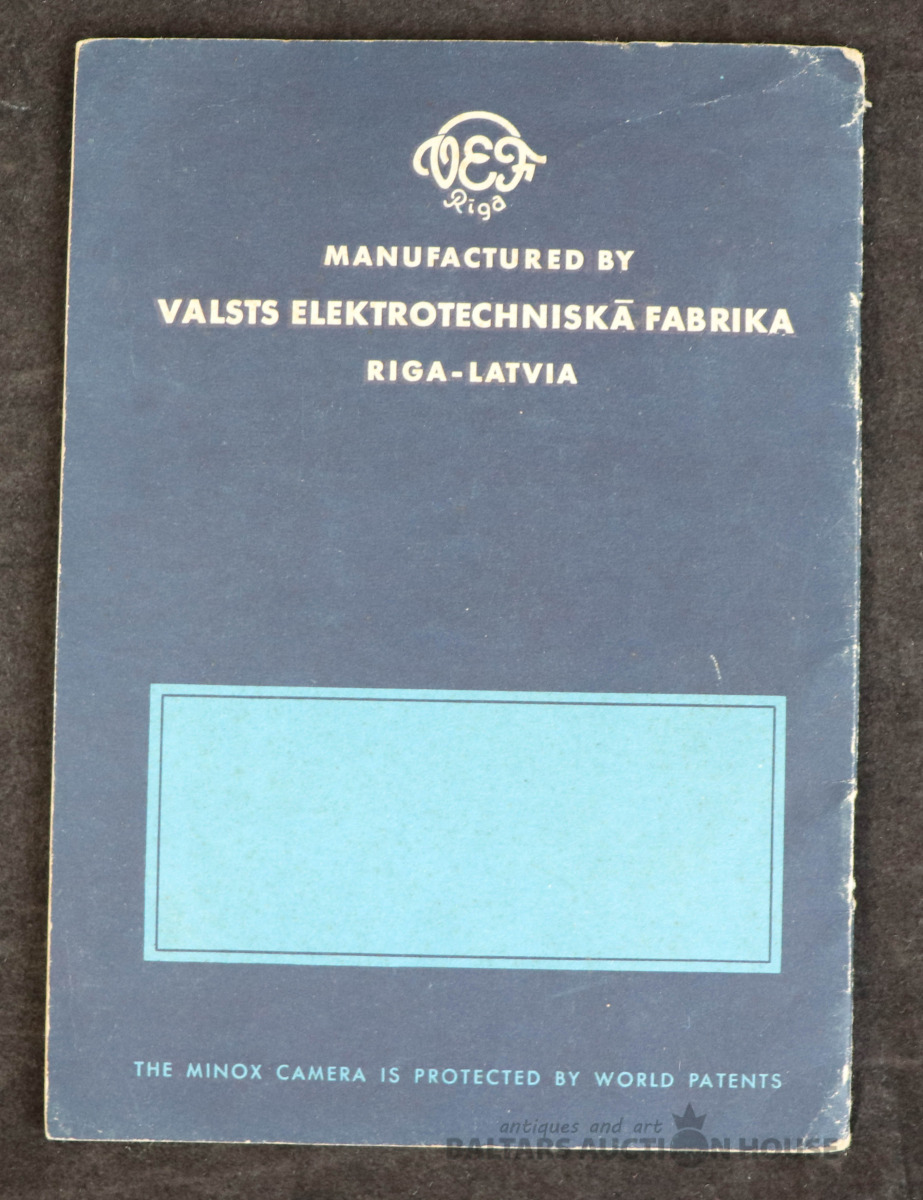 VEF
Rīga
MANUFACTURED BY
VALSTS ELEKTROTECHNISKĀ FABRIKA
RIGA-LATVIA
THE MINOX CAMERA IS PROTECTED BY WORLD PATENTS
antiques and art
BALTARS AUCTION HOUSE